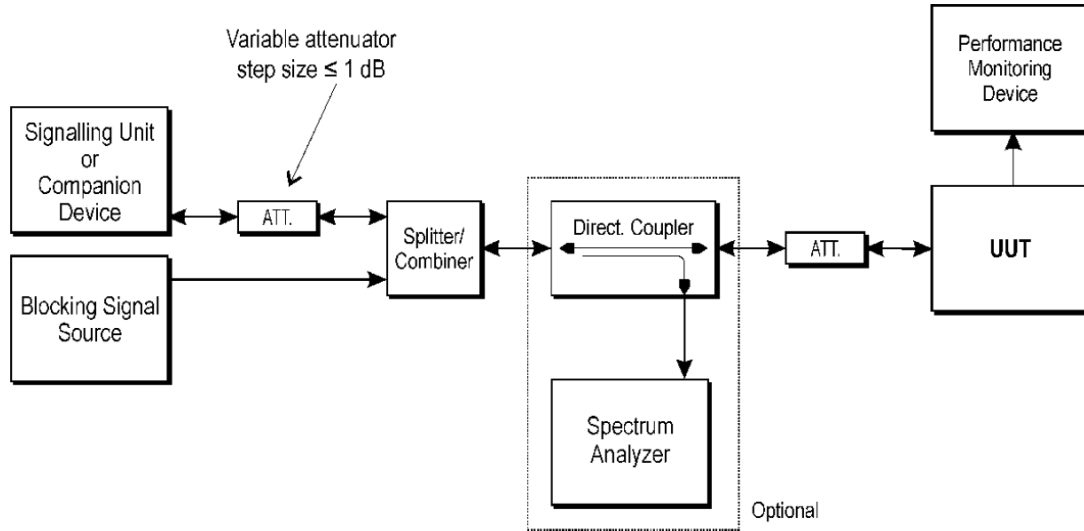 Variable attenuator
step size ≤ 1 dB
Performance
Monitoring
Device
Signalling Unit
or
Companion
Device
ATT.
Splitter/
Combiner
Direct. Coupler
ATT.
UUT
Blocking Signal
Source
Spectrum
Analyzer
Optional